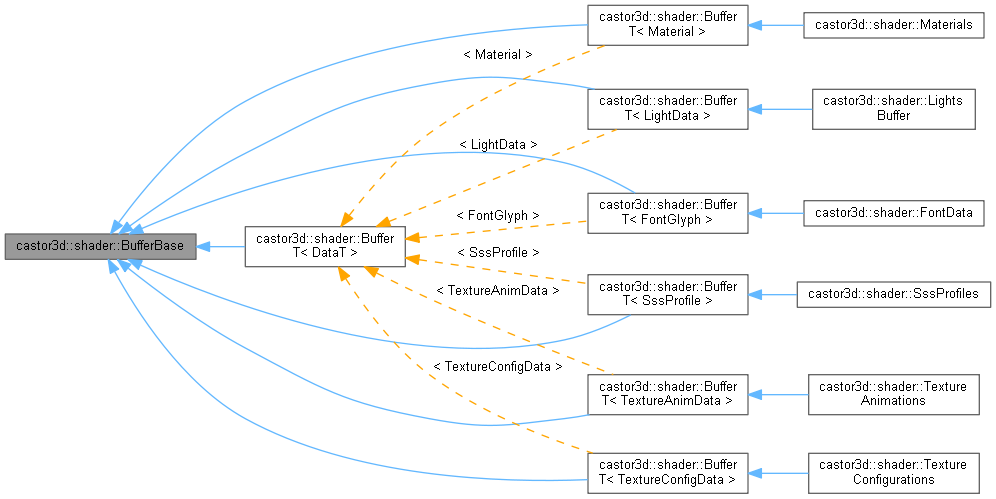 castor3d::shader::BufferBase
castor3d::shader::Buffer
T< DataT >
< Material >
< LightData >
< FontGlyph >
< SssProfile >
< TextureAnimData >
< TextureConfigData >
castor3d::shader::Buffer
T< Material >
castor3d::shader::Materials
castor3d::shader::Buffer
T< LightData >
castor3d::shader::Lights
Buffer
castor3d::shader::Buffer
T< FontGlyph >
castor3d::shader::FontData
castor3d::shader::Buffer
T< SssProfile >
castor3d::shader::SssProfiles
castor3d::shader::Buffer
T< TextureAnimData >
castor3d::shader::Texture
Animations
castor3d::shader::Buffer
T< TextureConfigData >
castor3d::shader::Texture
Configurations